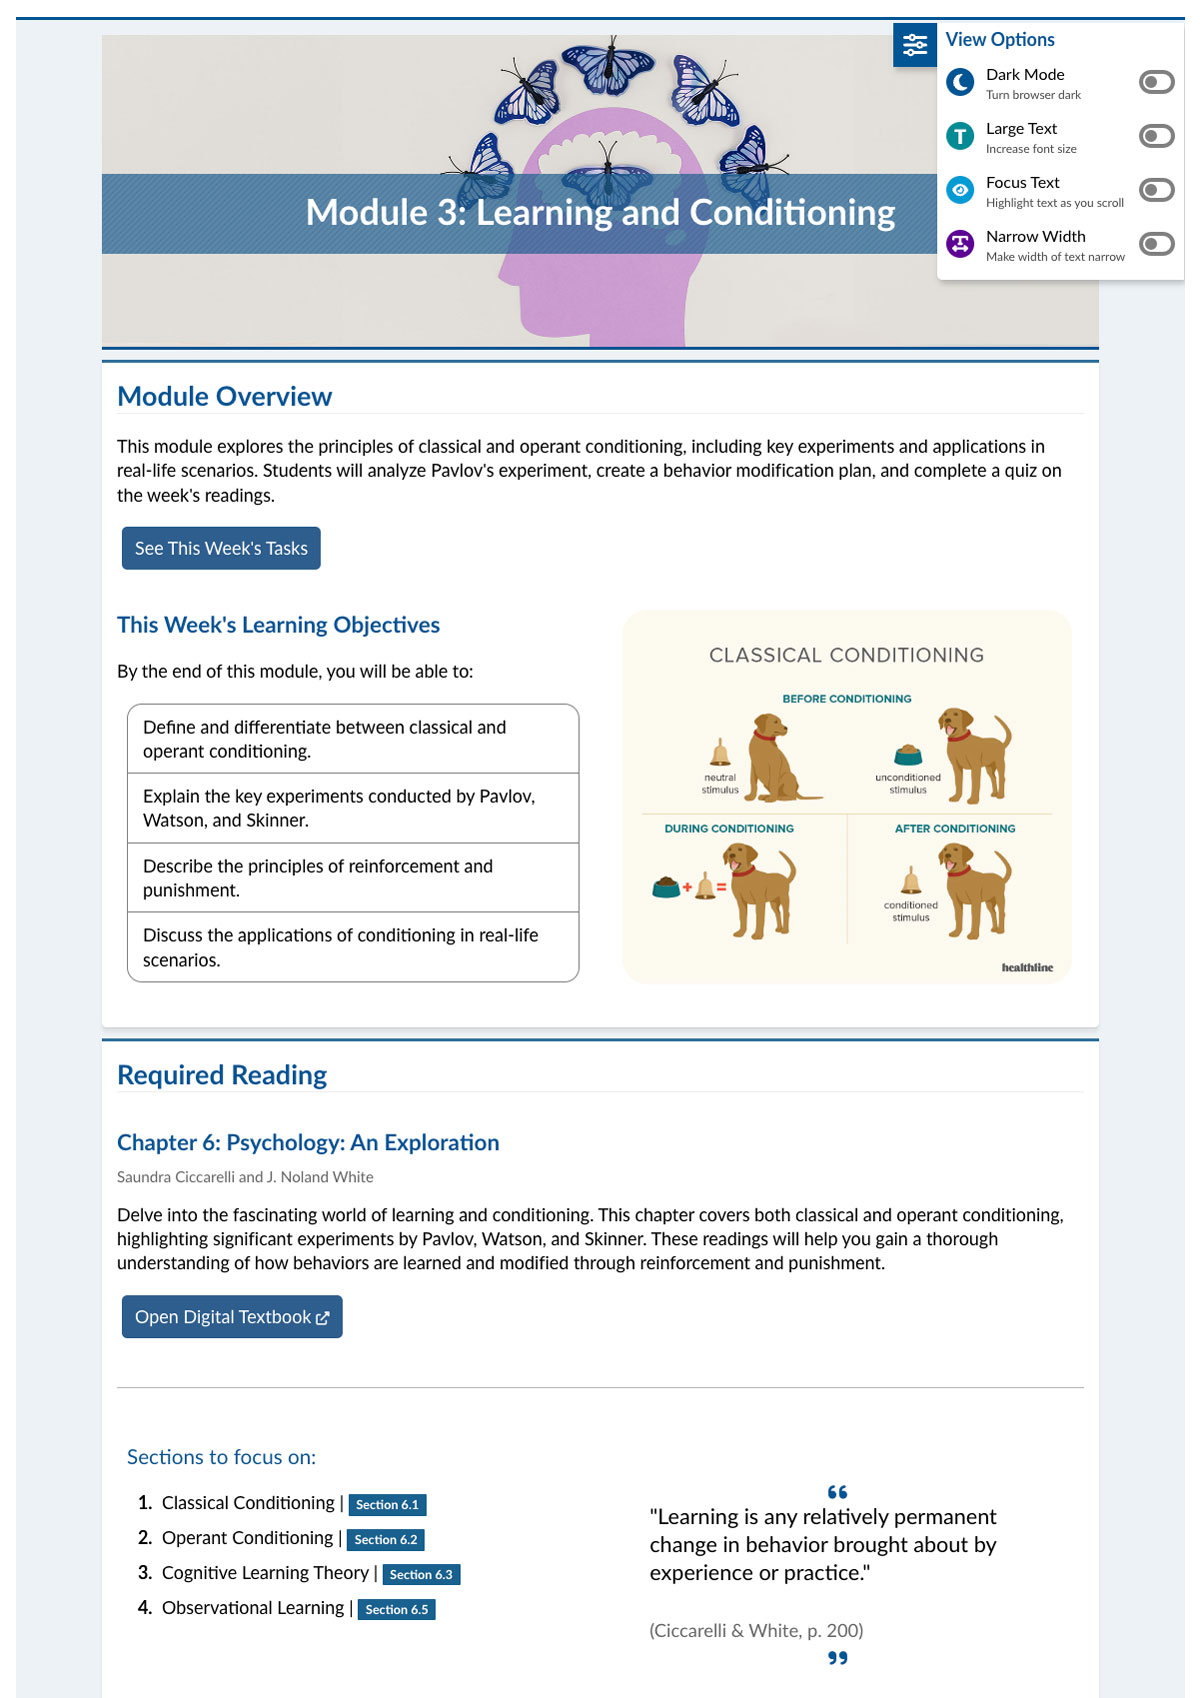 View Options
Dark Mode
Turn browser dark
Large Text
Increase font size
Focus Text
Highlight text as you scroll
Narrow Width
Make width of text narrow
Module 3: Learning and Conditioning
Module Overview
This module explores the principles of classical and operant conditioning, including key experiments and applications in
real-life scenarios. Students will analyze Pavlov's experiment, create a behavior modification plan, and complete a quiz on
the week's readings.
See This Week's Tasks
This Week's Learning Objectives
By the end of this module, you will be able to:
Define and differentiate between classical and
operant conditioning.
Explain the key experiments conducted by Pavlov,
Watson, and Skinner.
Describe the principles of reinforcement and
punishment.
Discuss the applications of conditioning in real-life
scenarios.
CLASSICAL CONDITIONING
BEFORE CONDITIONING
neutral
stimulus
unconditioned
stimulus
DURING CONDITIONING
+ =
AFTER CONDITIONING
conditioned
stimulus
healthline
Required Reading
Chapter 6: Psychology: An Exploration
Saundra Ciccarelli and J. Noland White
Delve into the fascinating world of learning and conditioning. This chapter covers both classical and operant conditioning,
highlighting significant experiments by Pavlov, Watson, and Skinner. These readings will help you gain a thorough
understanding of how behaviors are learned and modified through reinforcement and punishment.
Open Digital Textbook
Sections to focus on:
1. Classical Conditioning | Section 6.1
2. Operant Conditioning | Section 6.2
3. Cognitive Learning Theory | Section 6.3
4. Observational Learning | Section 6.5
“
"Learning is any relatively permanent
change in behavior brought about by
experience or practice."
(Ciccarelli & White, p. 200)
”